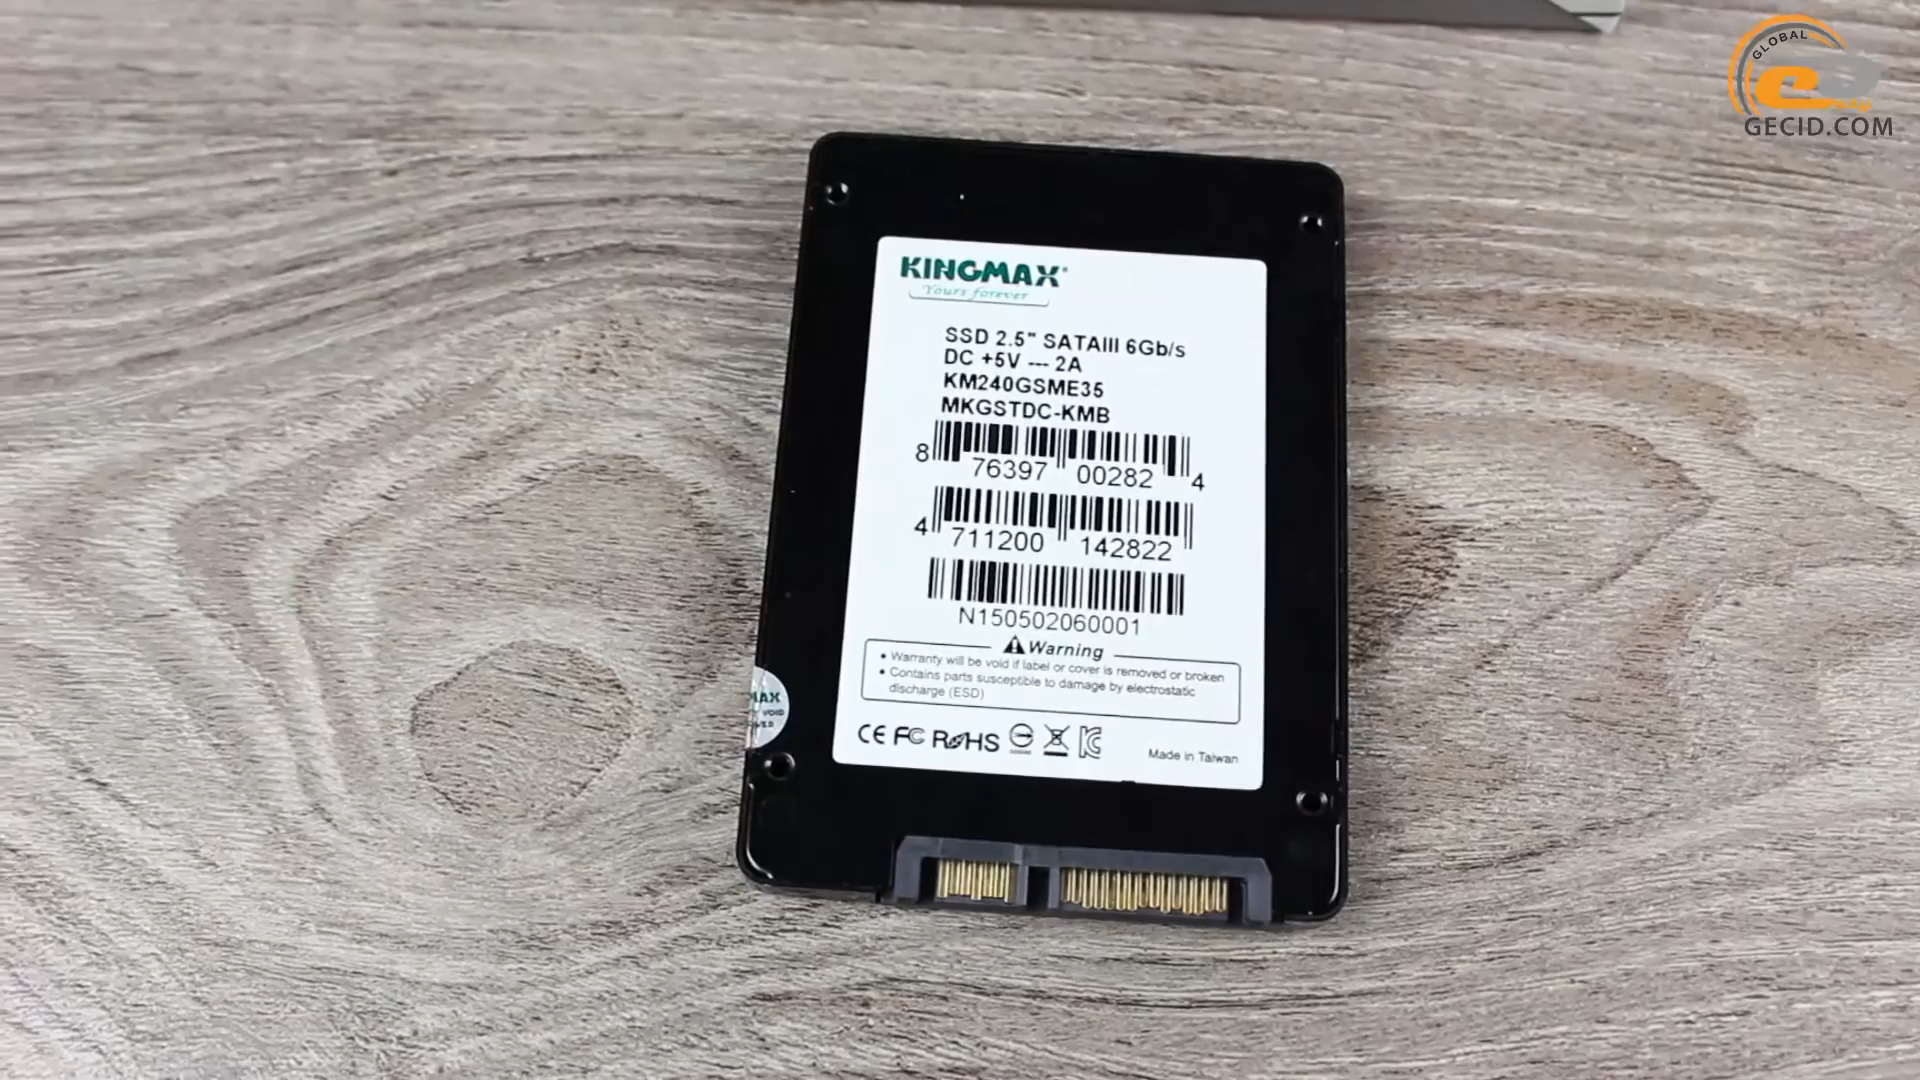 GLOBAL
GECID.COM
KINGMAX®
Yours forever
SSD 2.5" SATAIII 6Gb/s
DC +5V --- 2A
KM240GSME35
MKGSTDC-KMB
8 76397 00282 4
4 711200 142822
N150502060001
Warning
• Warranty will be void if label or cover is removed or broken
• Contains parts susceptible to damage by electrostatic
discharge (ESD)
CE FC RoHS
Made in Taiwan
MAX
VOID